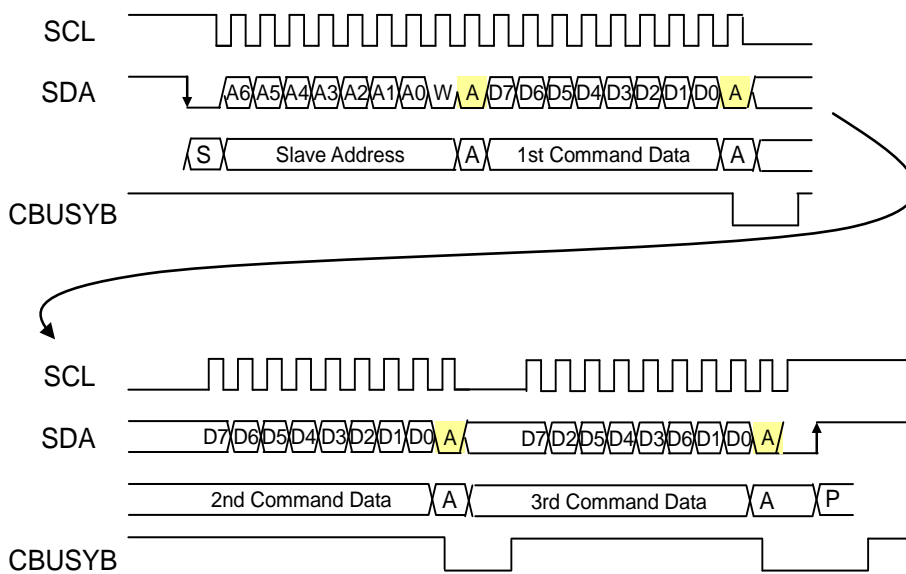 SCL
SDA
A6 A5 A4 A3 A2 A1 A0 W A D7 D6 D5 D4 D3 D2 D1 D0 A
S Slave Address A 1st Command Data A
CBUSYB
SCL
SDA
D7 D6 D5 D4 D3 D2 D1 D0 A D7 D2 D5 D4 D3 D6 D1 D0 A
2nd Command Data A 3rd Command Data A P
CBUSYB